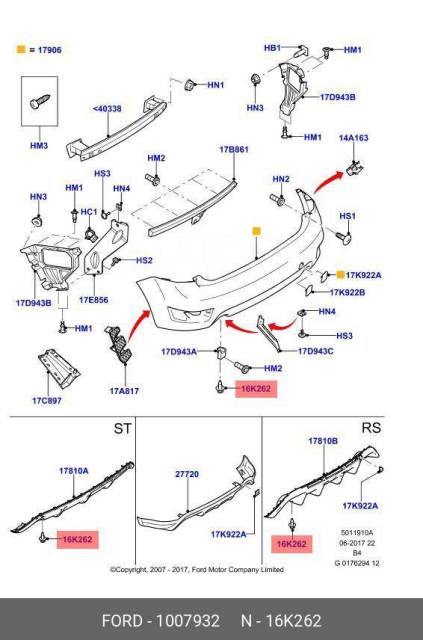 = 17906
HB1
HM1
HN1
<40338
HN3
17D943B
HM3
HM2
17B861
HM1
14A163
HS3
HM1
HN4
HN2
HN3
HC1
HS1
HS2
17K922A
17K922B
17D943B
17E856
HN4
HM1
HS3
17D943A
17D943C
HM2
17C897
17A817
16K262
ST
RS
17810A
27720
17810B
17K922A
17K922A
16K262
16K262
5011910A
06-2017 22
B4
G 0176294 12
©Copyright, 2007 - 2017, Ford Motor Company Limited
FORD - 1007932 N - 16K262